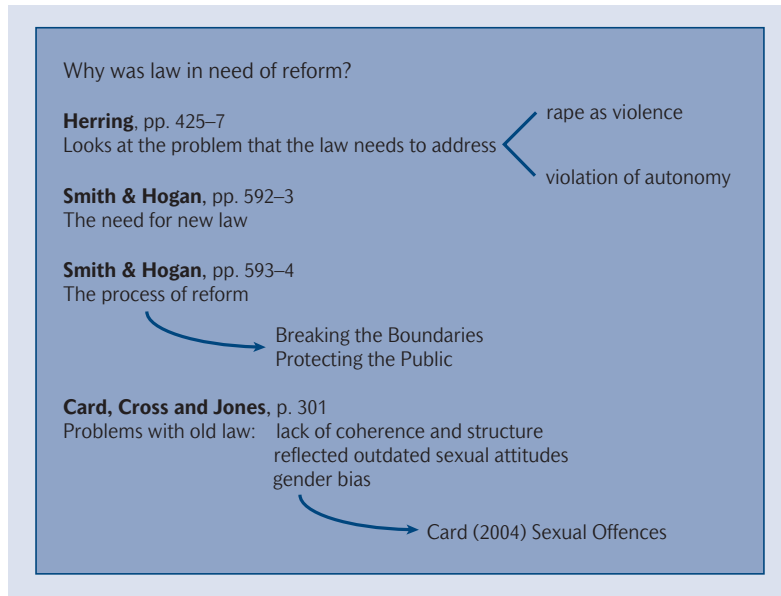 Why was law in need of reform?
Herring, pp. 425–7
Looks at the problem that the law needs to address
rape as violence
violation of autonomy
Smith & Hogan, pp. 592–3
The need for new law
Smith & Hogan, pp. 593–4
The process of reform
Breaking the Boundaries
Protecting the Public
Card, Cross and Jones, p. 301
Problems with old law: lack of coherence and structure
reflected outdated sexual attitudes
gender bias
Card (2004) Sexual Offences